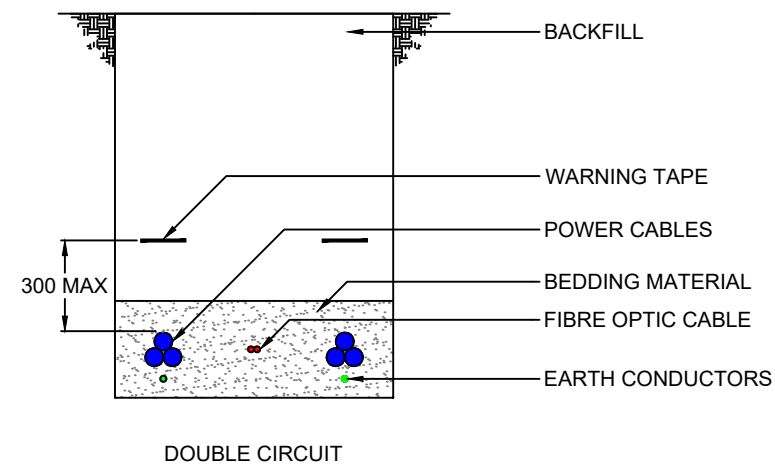 BACKFILL
WARNING TAPE
POWER CABLES
300 MAX
BEDDING MATERIAL
FIBRE OPTIC CABLE
EARTH CONDUCTORS
DOUBLE CIRCUIT